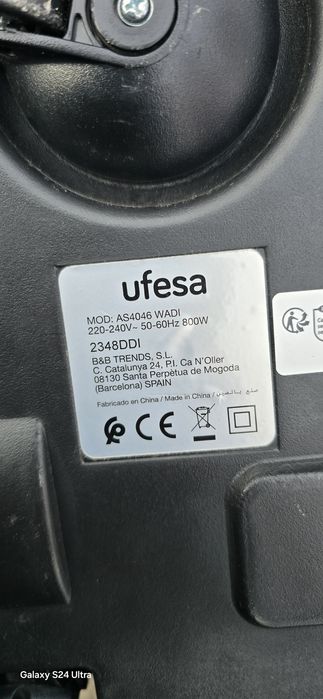 ufesa
MOD: AS4046 WADI
220-240V~ 50-60Hz 800W
2348DDI
B&B TRENDS, S.L.
C. Catalunya 24, P.I. Ca N'Oller
08130 Santa Perpètua de Mogoda
(Barcelona) SPAIN
Fabricado en China / Made in China / صنع بالصين
CE
Galaxy S24 Ultra